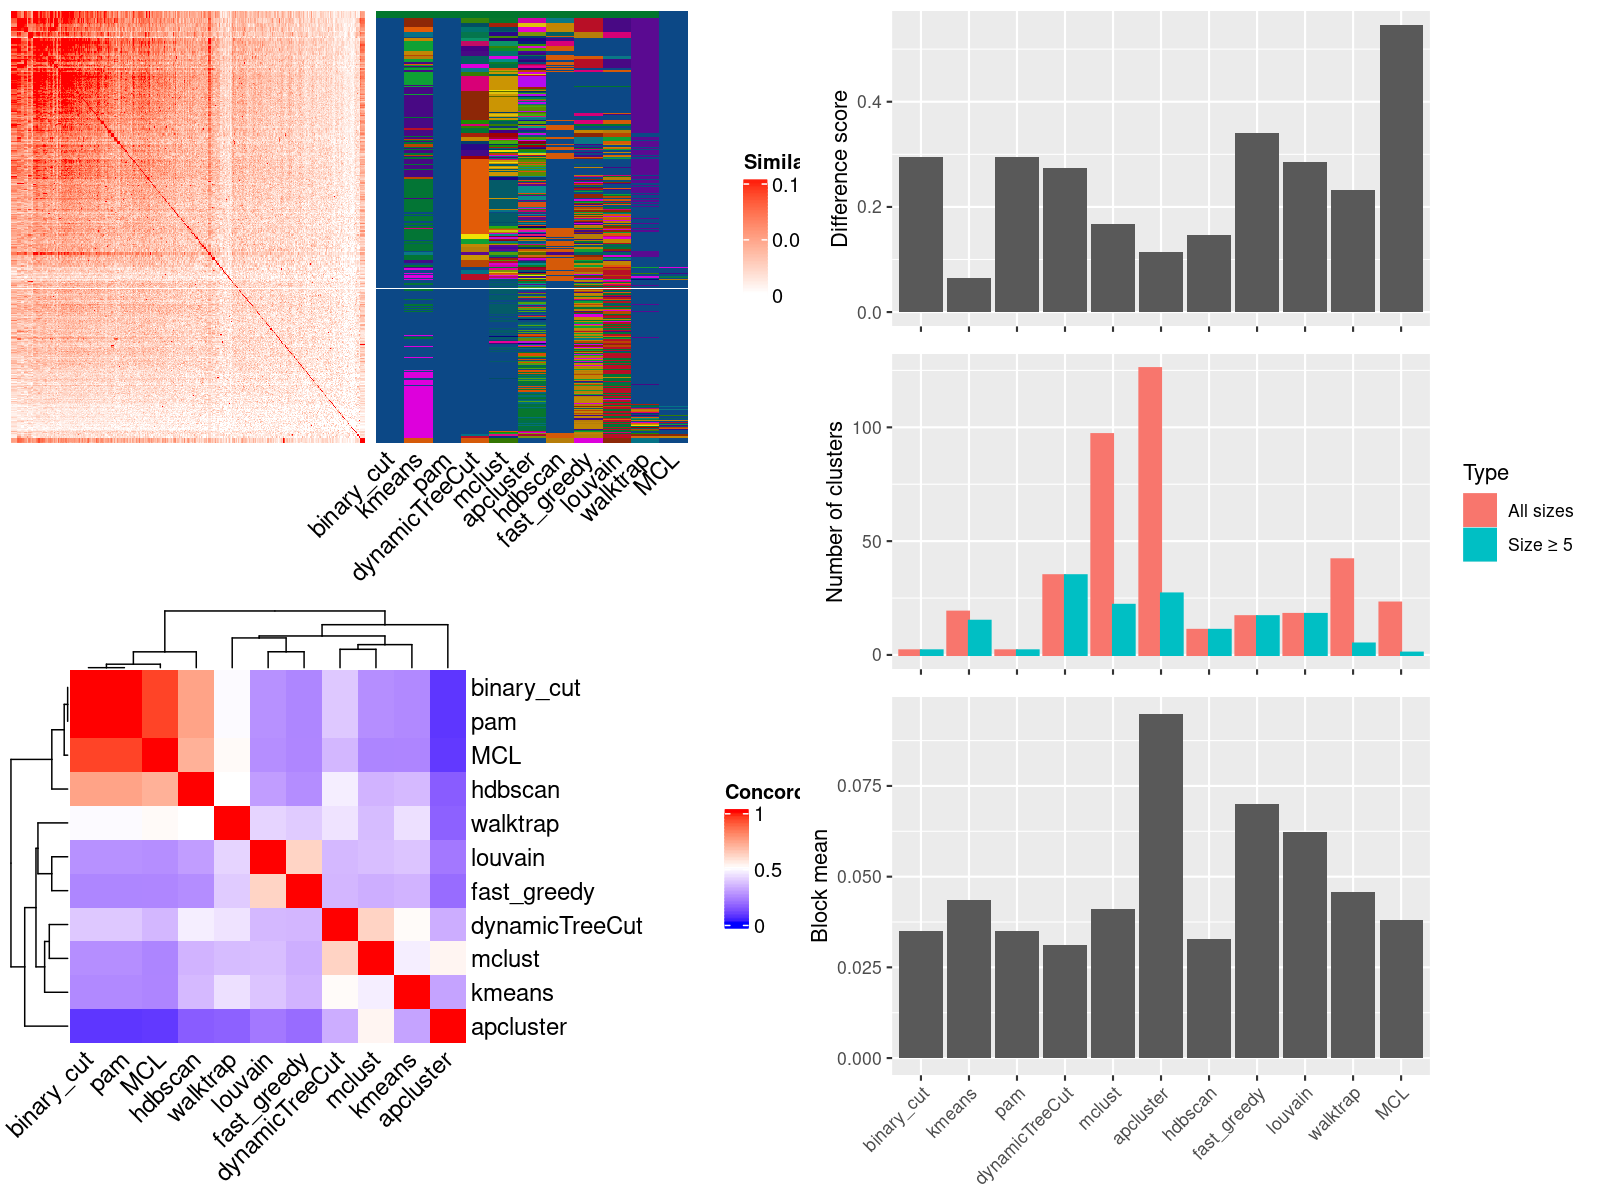 Simila
0.1
0.0
0
binary_cut
kmeans
pam
dynamicTreeCut
mclust
apcluster
hdbscan
fast_greedy
louvain
walktrap
MCL
binary_cut
pam
MCL
hdbscan
walktrap
louvain
fast_greedy
dynamicTreeCut
mclust
kmeans
apcluster
binary_cut
pam
MCL
hdbscan
walktrap
louvain
fast_greedy
dynamicTreeCut
mclust
kmeans
apcluster
Concord
1
0.5
0
Difference score
0.4
0.2
0.0
Number of clusters
100
50
0
Type
All sizes
Size ≥ 5
Block mean
0.075
0.050
0.025
0.000
binary_cut
kmeans
pam
dynamicTreeCut
mclust
apcluster
hdbscan
fast_greedy
louvain
walktrap
MCL